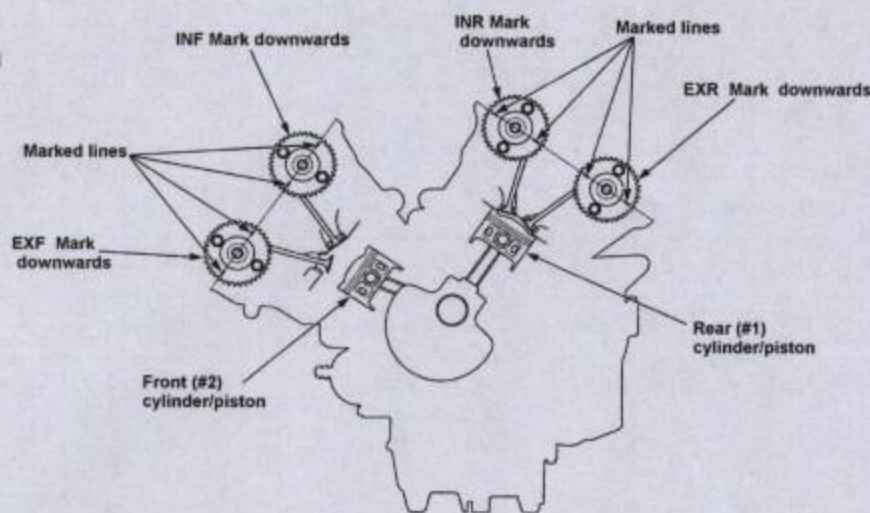 INF Mark downwards
INR Mark
downwards
Marked lines
EXR Mark downwards
Marked lines
EXF Mark
downwards
Rear (#1)
cylinder/piston
Front (#2)
cylinder/piston